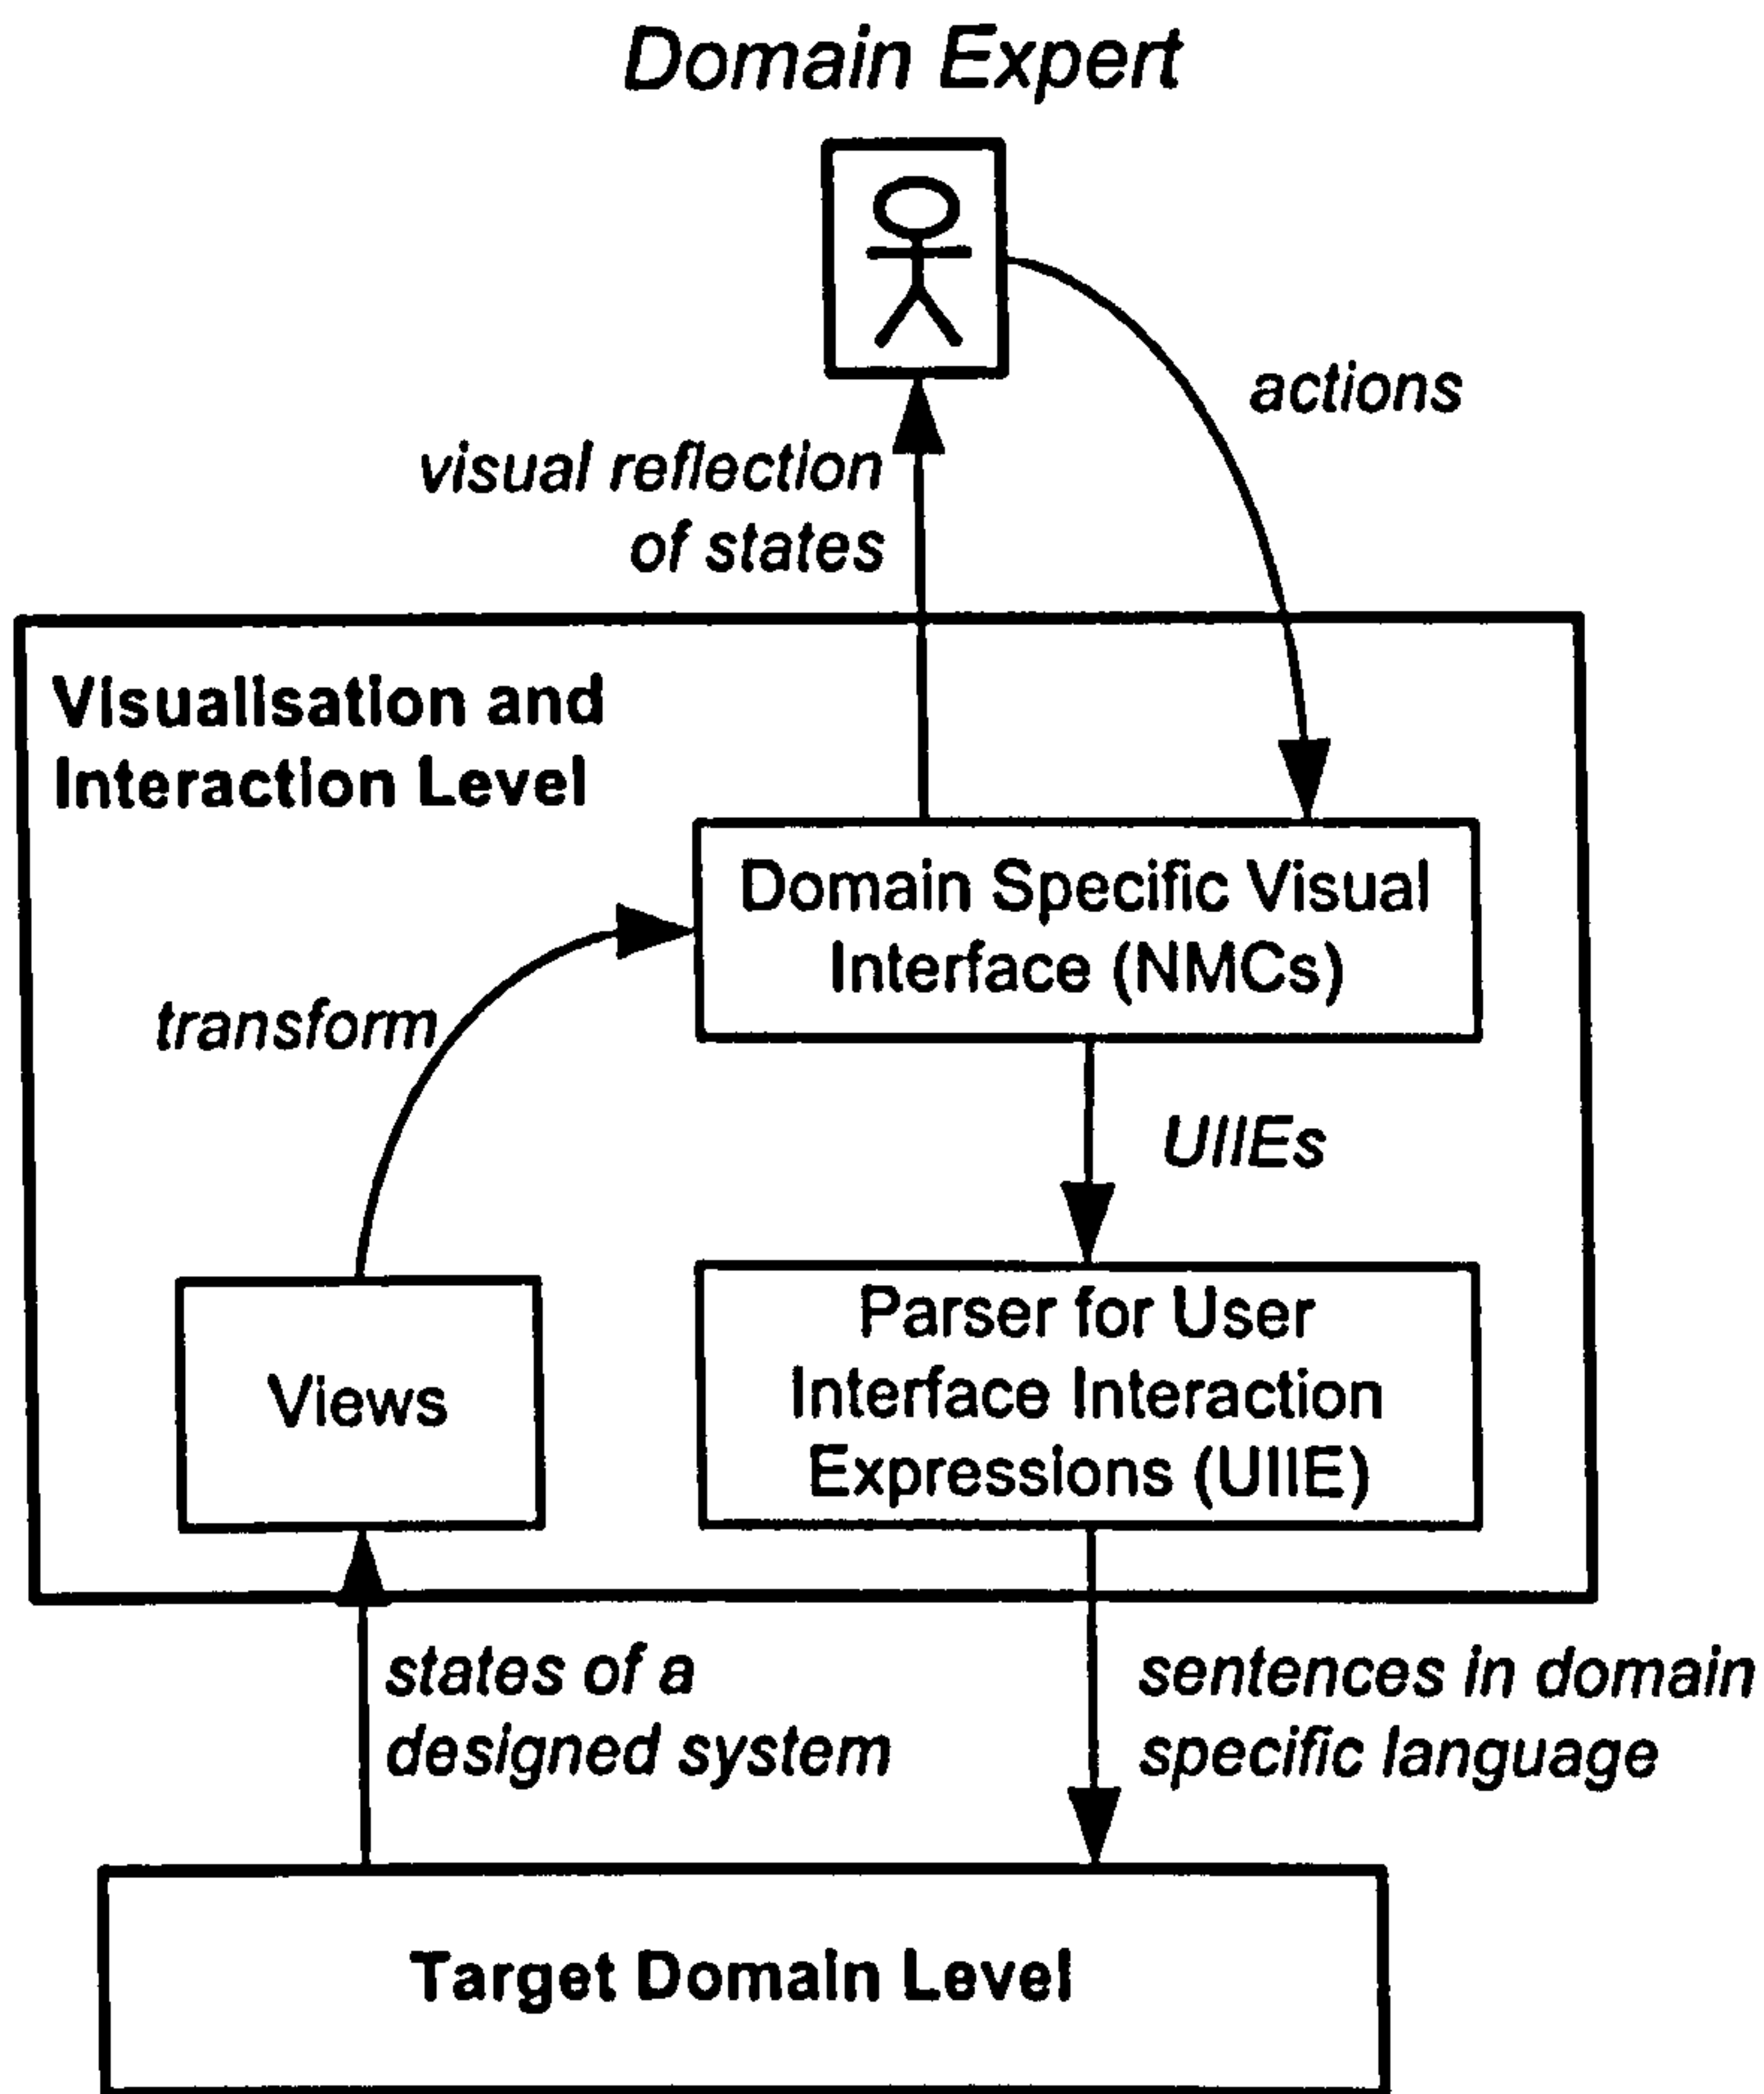 Domain Expert
actions
visual reflection
of states
Visualisation and
Interaction Level
Domain Specific Visual
Interface (NMCs)
transform
UIIEs
Parser for User
Interface Interaction
Expressions (UIIE)
Views
states of a
designed system
sentences in domain
specific language
Target Domain Level